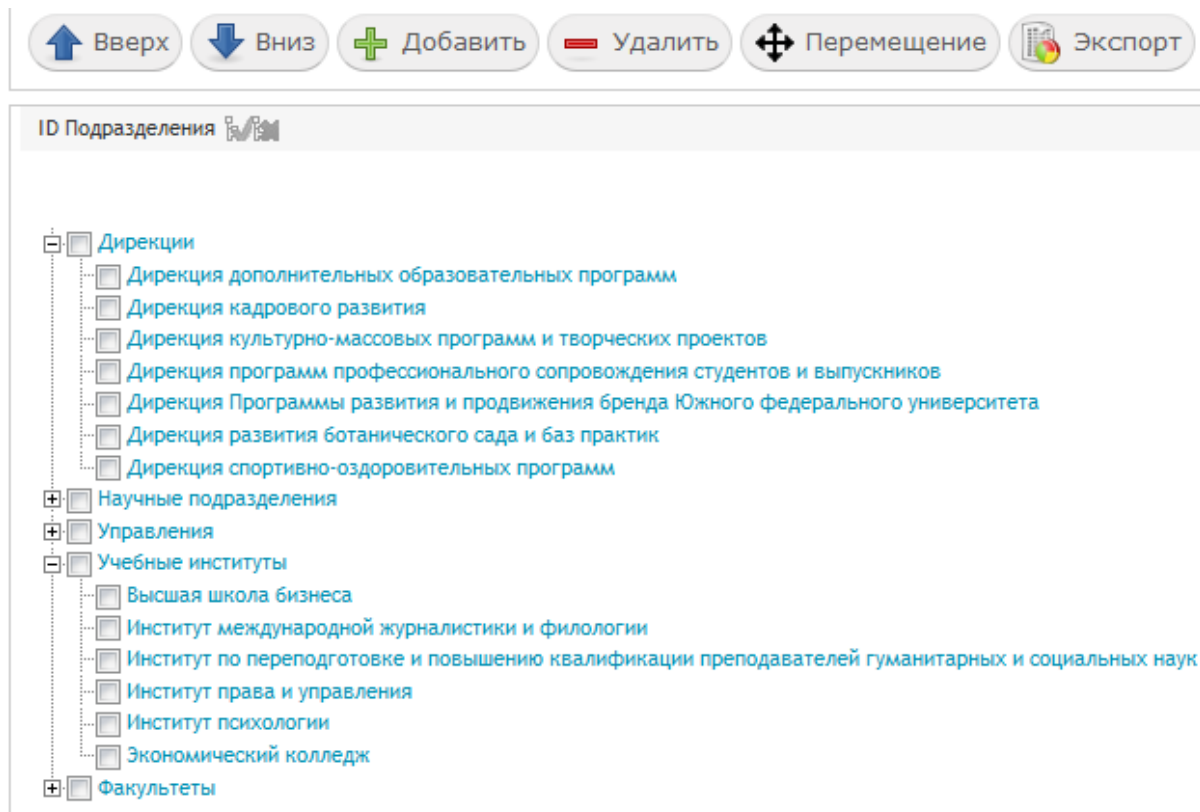 Вверх Вниз Добавить Удалить Перемещение Экспорт
ID Подразделения
Дирекции
Дирекция дополнительных образовательных программ
Дирекция кадрового развития
Дирекция культурно-массовых программ и творческих проектов
Дирекция программ профессионального сопровождения студентов и выпускников
Дирекция Программы развития и продвижения бренда Южного федерального университета
Дирекция развития ботанического сада и баз практик
Дирекция спортивно-оздоровительных программ
Научные подразделения
Управления
Учебные институты
Высшая школа бизнеса
Институт международной журналистики и филологии
Институт по переподготовке и повышению квалификации преподавателей гуманитарных и социальных наук
Институт права и управления
Институт психологии
Экономический колледж
Факультеты